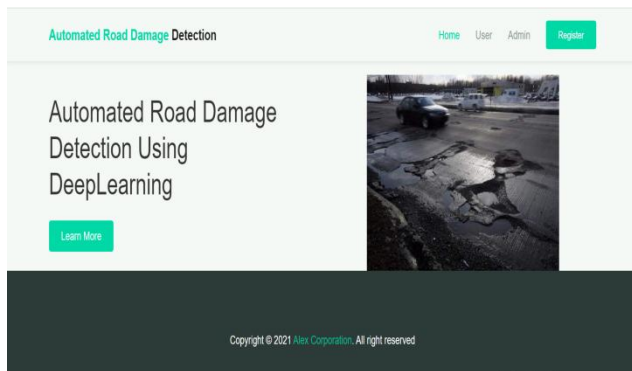 Automated Road Damage Detection
Home User Admin Register
Automated Road Damage
Detection Using
DeepLearning
Learn More
Copyright © 2021 Alex Corporation. All right reserved